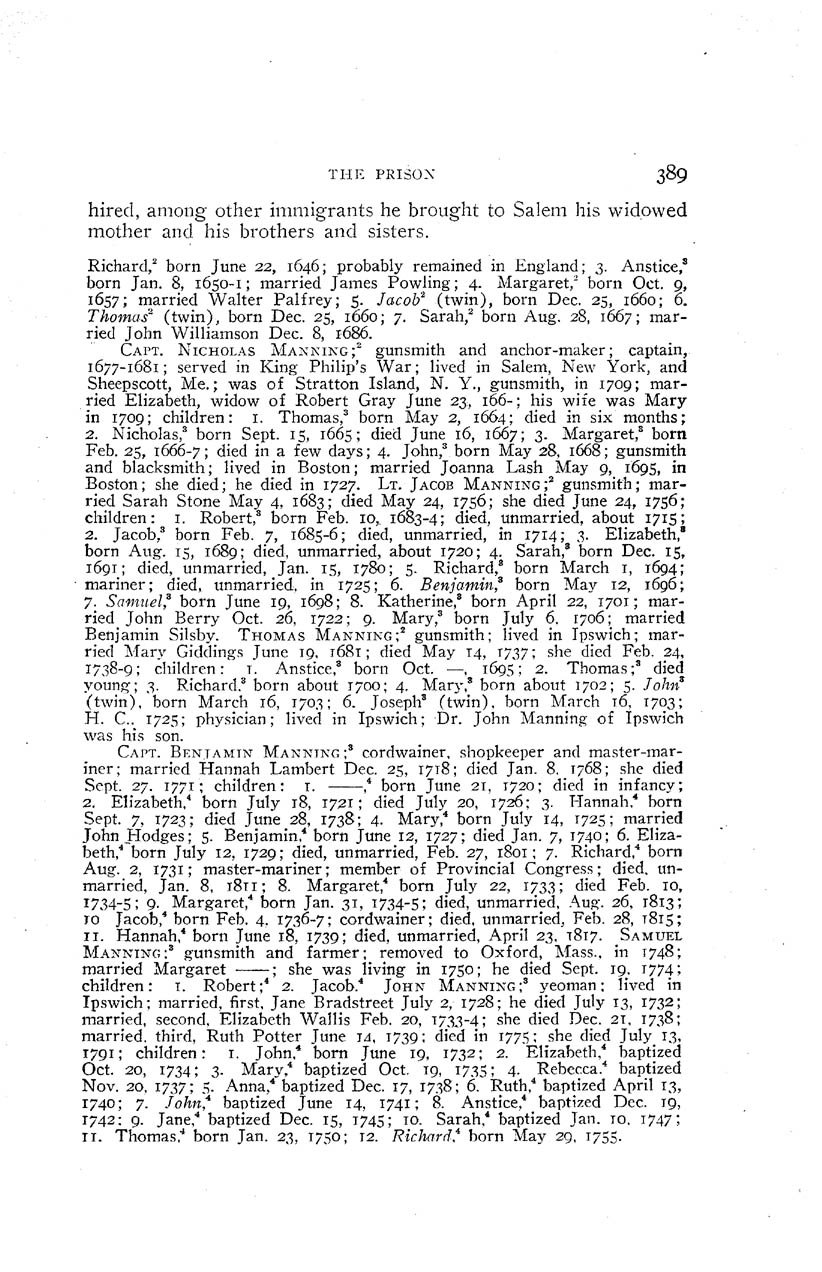 THE PRISON 389
hired, among other immigrants he brought to Salem his widowed
mother and his brothers and sisters.
Richard,² born June 22, 1646; probably remained in England; 3. Anstice,³
born Jan. 8, 1650-1; married James Powling; 4. Margaret,² born Oct. 9,
1657; married Walter Palfrey; 5. Jacob² (twin), born Dec. 25, 1660; 6.
Thomas² (twin), born Dec. 25, 1660; 7. Sarah,² born Aug. 28, 1667; mar-
ried John Williamson Dec. 8, 1686.
CAPT. NICHOLAS MANNING;² gunsmith and anchor-maker; captain,
1677-1681; served in King Philip's War; lived in Salem, New York, and
Sheepscott, Me.; was of Stratton Island, N. Y., gunsmith, in 1709; mar-
ried Elizabeth, widow of Robert Gray June 23, 166-; his wife was Mary
in 1709; children: 1. Thomas,³ born May 2, 1664; died in six months;
2. Nicholas,³ born Sept. 15, 1665; died June 16, 1667; 3. Margaret,³ born
Feb. 25, 1666-7; died in a few days; 4. John,³ born May 28, 1668; gunsmith
and blacksmith; lived in Boston; married Joanna Lash May 9, 1695, in
Boston; she died; he died in 1727. LT. JACOB MANNING;² gunsmith; mar-
ried Sarah Stone May 4, 1683; died May 24, 1756; she died June 24, 1756;
children: 1. Robert,³ born Feb. 10, 1683-4; died, unmarried, about 1715;
2. Jacob,³ born Feb. 7, 1685-6; died, unmarried, in 1714; 3. Elizabeth,³
born Aug. 15, 1689; died, unmarried, about 1720; 4. Sarah,³ born Dec. 15,
1691; died, unmarried, Jan. 15, 1780; 5. Richard,³ born March 1, 1694;
mariner; died, unmarried, in 1725; 6. Benjamin,³ born May 12, 1696;
7. Samuel,³ born June 19, 1698; 8. Katherine,³ born April 22, 1701; mar-
ried John Berry Oct. 26, 1722; 9. Mary,³ born July 6, 1706; married
Benjamin Silsby. THOMAS MANNING;² gunsmith; lived in Ipswich; mar-
ried Mary Giddings June 19, 1681; died May 14, 1737; she died Feb. 24,
1738-9; children: 1. Anstice,³ born Oct. —, 1695; 2. Thomas;³ died
young; 3. Richard,³ born about 1700; 4. Mary,³ born about 1702; 5. John³
(twin), born March 16, 1703; 6. Joseph³ (twin), born March 16, 1703;
H. C., 1725; physician; lived in Ipswich; Dr. John Manning of Ipswich
was his son.
CAPT. BENJAMIN MANNING;³ cordwainer, shopkeeper and master-mar-
iner; married Hannah Lambert Dec. 25, 1718; died Jan. 8, 1768; she died
Sept. 27, 1771; children: 1. ——,⁴ born June 21, 1720; died in infancy;
2. Elizabeth,⁴ born July 18, 1721; died July 20, 1726; 3. Hannah,⁴ born
Sept. 7, 1723; died June 28, 1738; 4. Mary,⁴ born July 14, 1725; married
John Hodges; 5. Benjamin,⁴ born June 12, 1727; died Jan. 7, 1740; 6. Eliza-
beth,⁴ born July 12, 1729; died, unmarried, Feb. 27, 1801; 7. Richard,⁴ born
Aug. 2, 1731; master-mariner; member of Provincial Congress; died, un-
married, Jan. 8, 1811; 8. Margaret,⁴ born July 22, 1733; died Feb. 10,
1734-5; 9. Margaret,⁴ born Jan. 31, 1734-5; died, unmarried, Aug. 26, 1813;
10 Jacob,⁴ born Feb. 4, 1736-7; cordwainer; died, unmarried, Feb. 28, 1815;
11. Hannah,⁴ born June 18, 1739; died, unmarried, April 23, 1817. SAMUEL
MANNING;³ gunsmith and farmer; removed to Oxford, Mass., in 1748;
married Margaret ——; she was living in 1750; he died Sept. 19, 1774;
children: 1. Robert;⁴ 2. Jacob.⁴ JOHN MANNING;³ yeoman; lived in
Ipswich; married, first, Jane Bradstreet July 2, 1728; he died July 13, 1732;
married, second, Elizabeth Wallis Feb. 20, 1733-4; she died Dec. 21, 1738;
married, third, Ruth Potter June 14, 1739; died in 1775; she died July 13,
1791; children: 1. John,⁴ born June 19, 1732; 2. Elizabeth,⁴ baptized
Oct. 20, 1734; 3. Mary,⁴ baptized Oct. 19, 1735; 4. Rebecca,⁴ baptized
Nov. 20, 1737; 5. Anna,⁴ baptized Dec. 17, 1738; 6. Ruth,⁴ baptized April 13,
1740; 7. John,⁴ baptized June 14, 1741; 8. Anstice,⁴ baptized Dec. 19,
1742; 9. Jane,⁴ baptized Dec. 15, 1745; 10. Sarah,⁴ baptized Jan. 10, 1747;
11. Thomas,⁴ born Jan. 23, 1750; 12. Richard,⁴ born May 29, 1755.